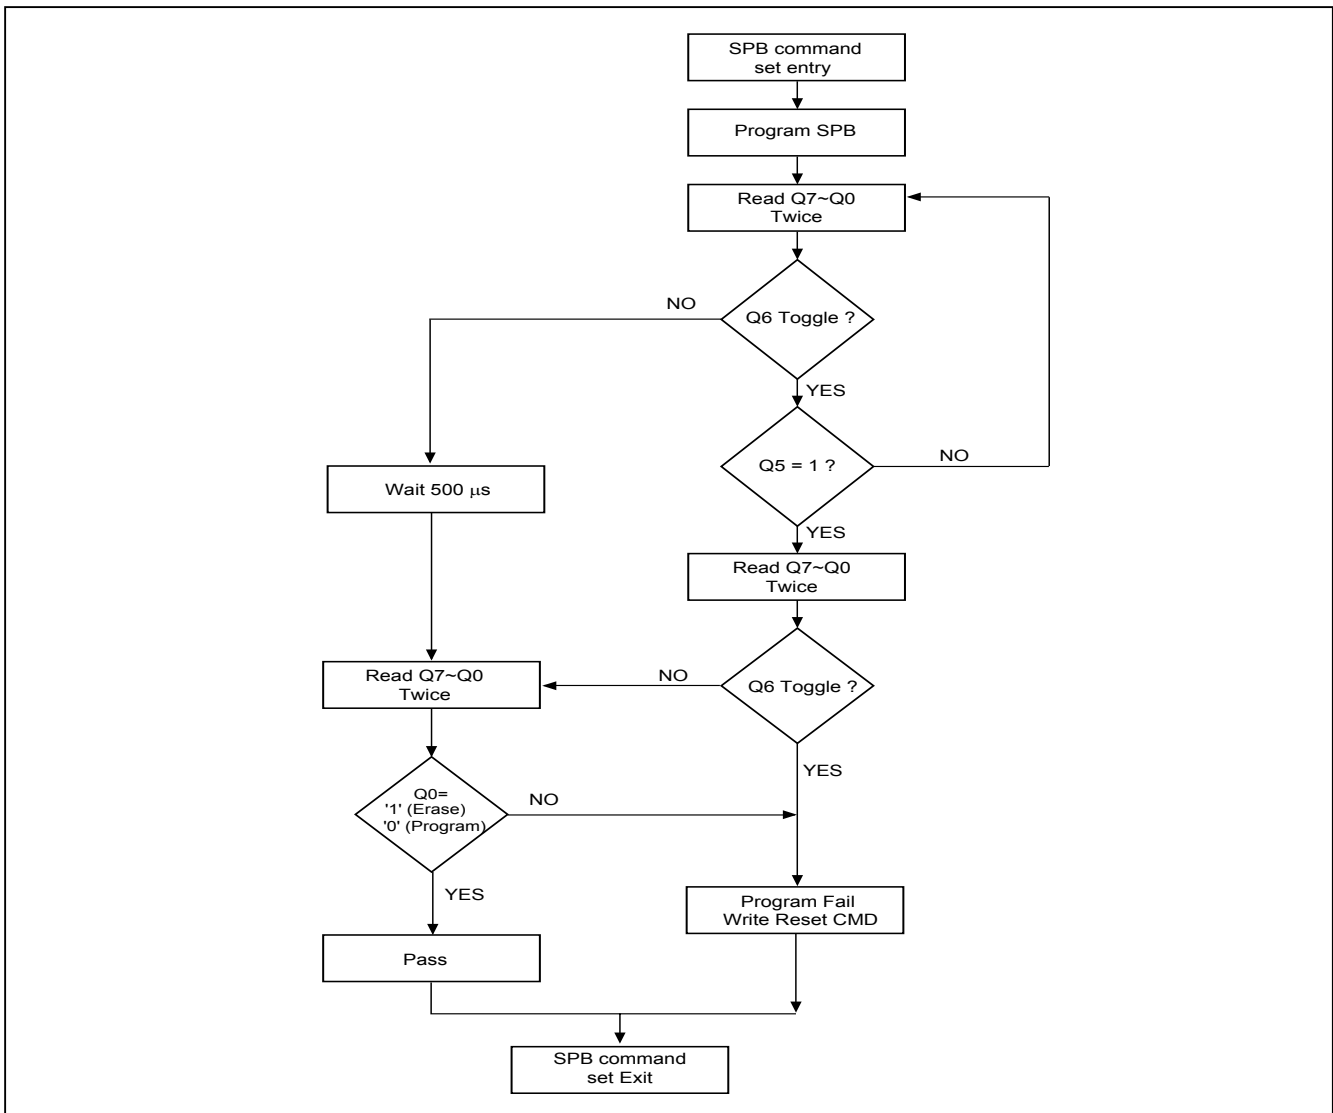 SPB command
set entry
Program SPB
Read Q7~Q0
Twice
NO
Q6 Toggle ?
YES
Q5 = 1 ?
NO
Wait 500 μs
YES
Read Q7~Q0
Twice
Read Q7~Q0
Twice
NO
Q6 Toggle ?
YES
Q0=
'1' (Erase)
'0' (Program)
NO
YES
Program Fail
Write Reset CMD
Pass
SPB command
set Exit